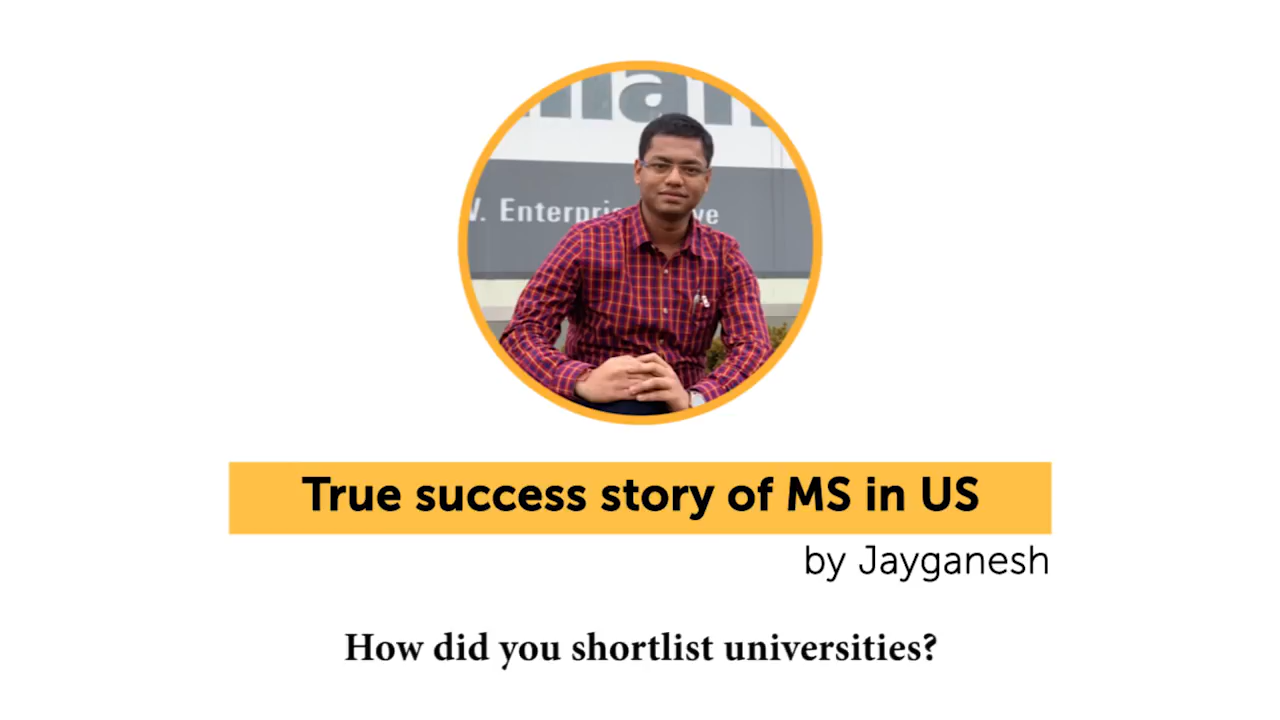 True success story of MS in US
by Jayganesh
How did you shortlist universities?